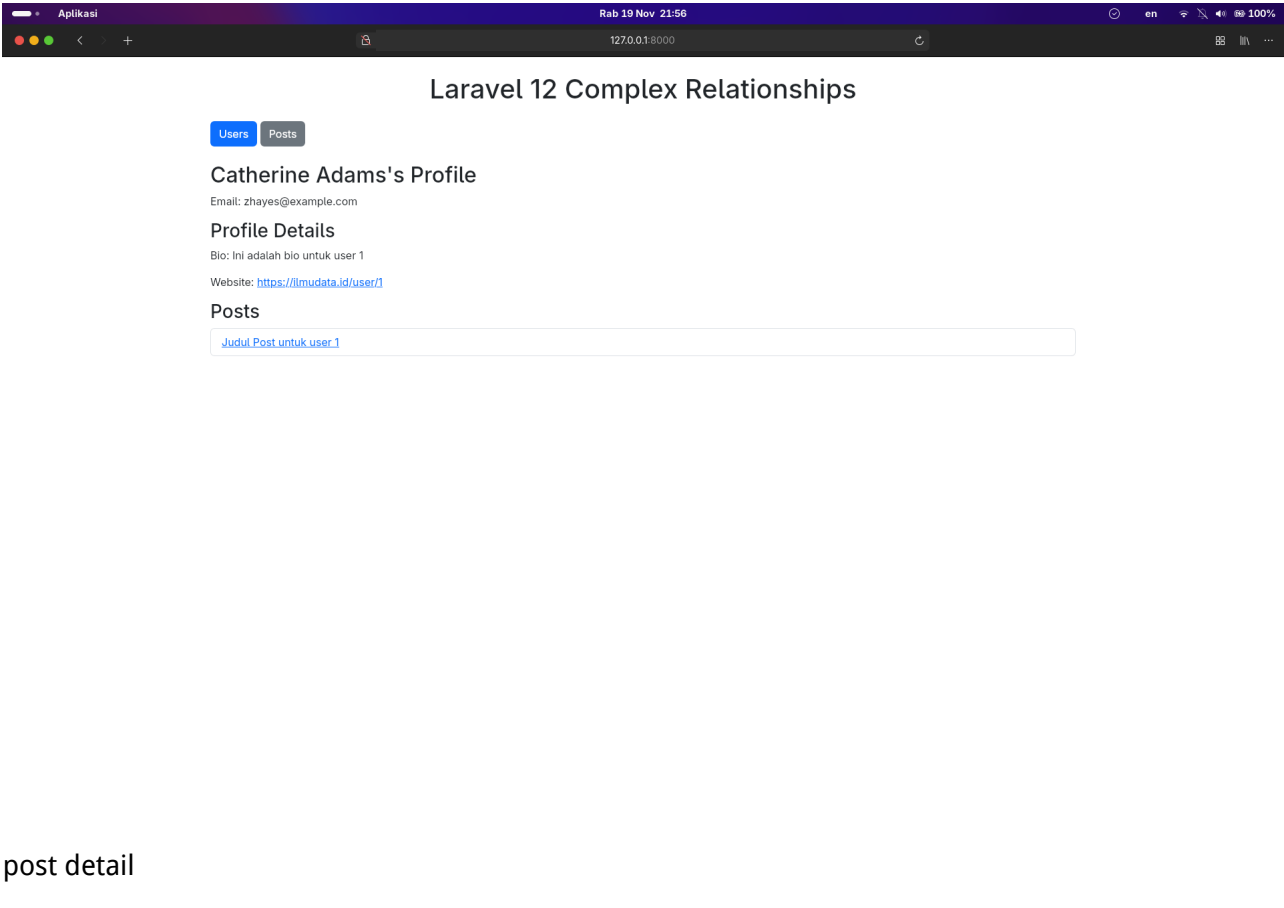 Aplikasi Rab 19 Nov 21:56 en 100%
127.0.0.1:8000
Laravel 12 Complex Relationships
Users Posts
Catherine Adams's Profile
Email: zhayes@example.com
Profile Details
Bio: Ini adalah bio untuk user 1
Website: https://ilmudata.id/user/1
Posts
Judul Post untuk user 1
post detail